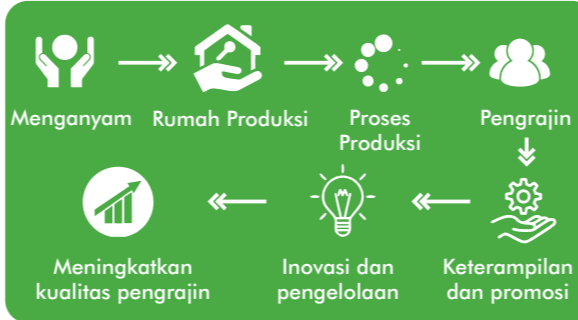 Menganyam
Rumah Produksi
Proses
Produksi
Pengrajin
Keterampilan
dan promosi
Inovasi dan
pengelolaan
Meningkatkan
kualitas pengrajin